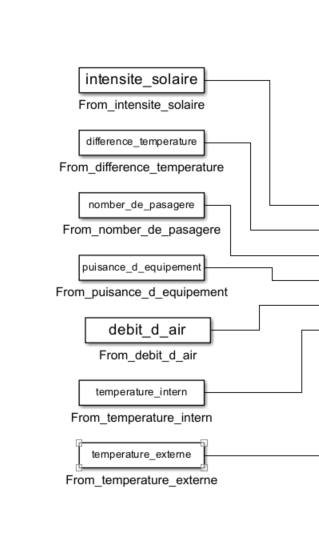 intensite_solaire
From_intensite_solaire
difference_temperature
From_difference_temperature
nomber_de_pasagere
From_nomber_de_pasagere
puisance_d_equipement
From_puisance_d_equipement
debit_d_air
From_debit_d_air
temperature_intern
From_temperature_intern
temperature_externe
From_temperature_externe